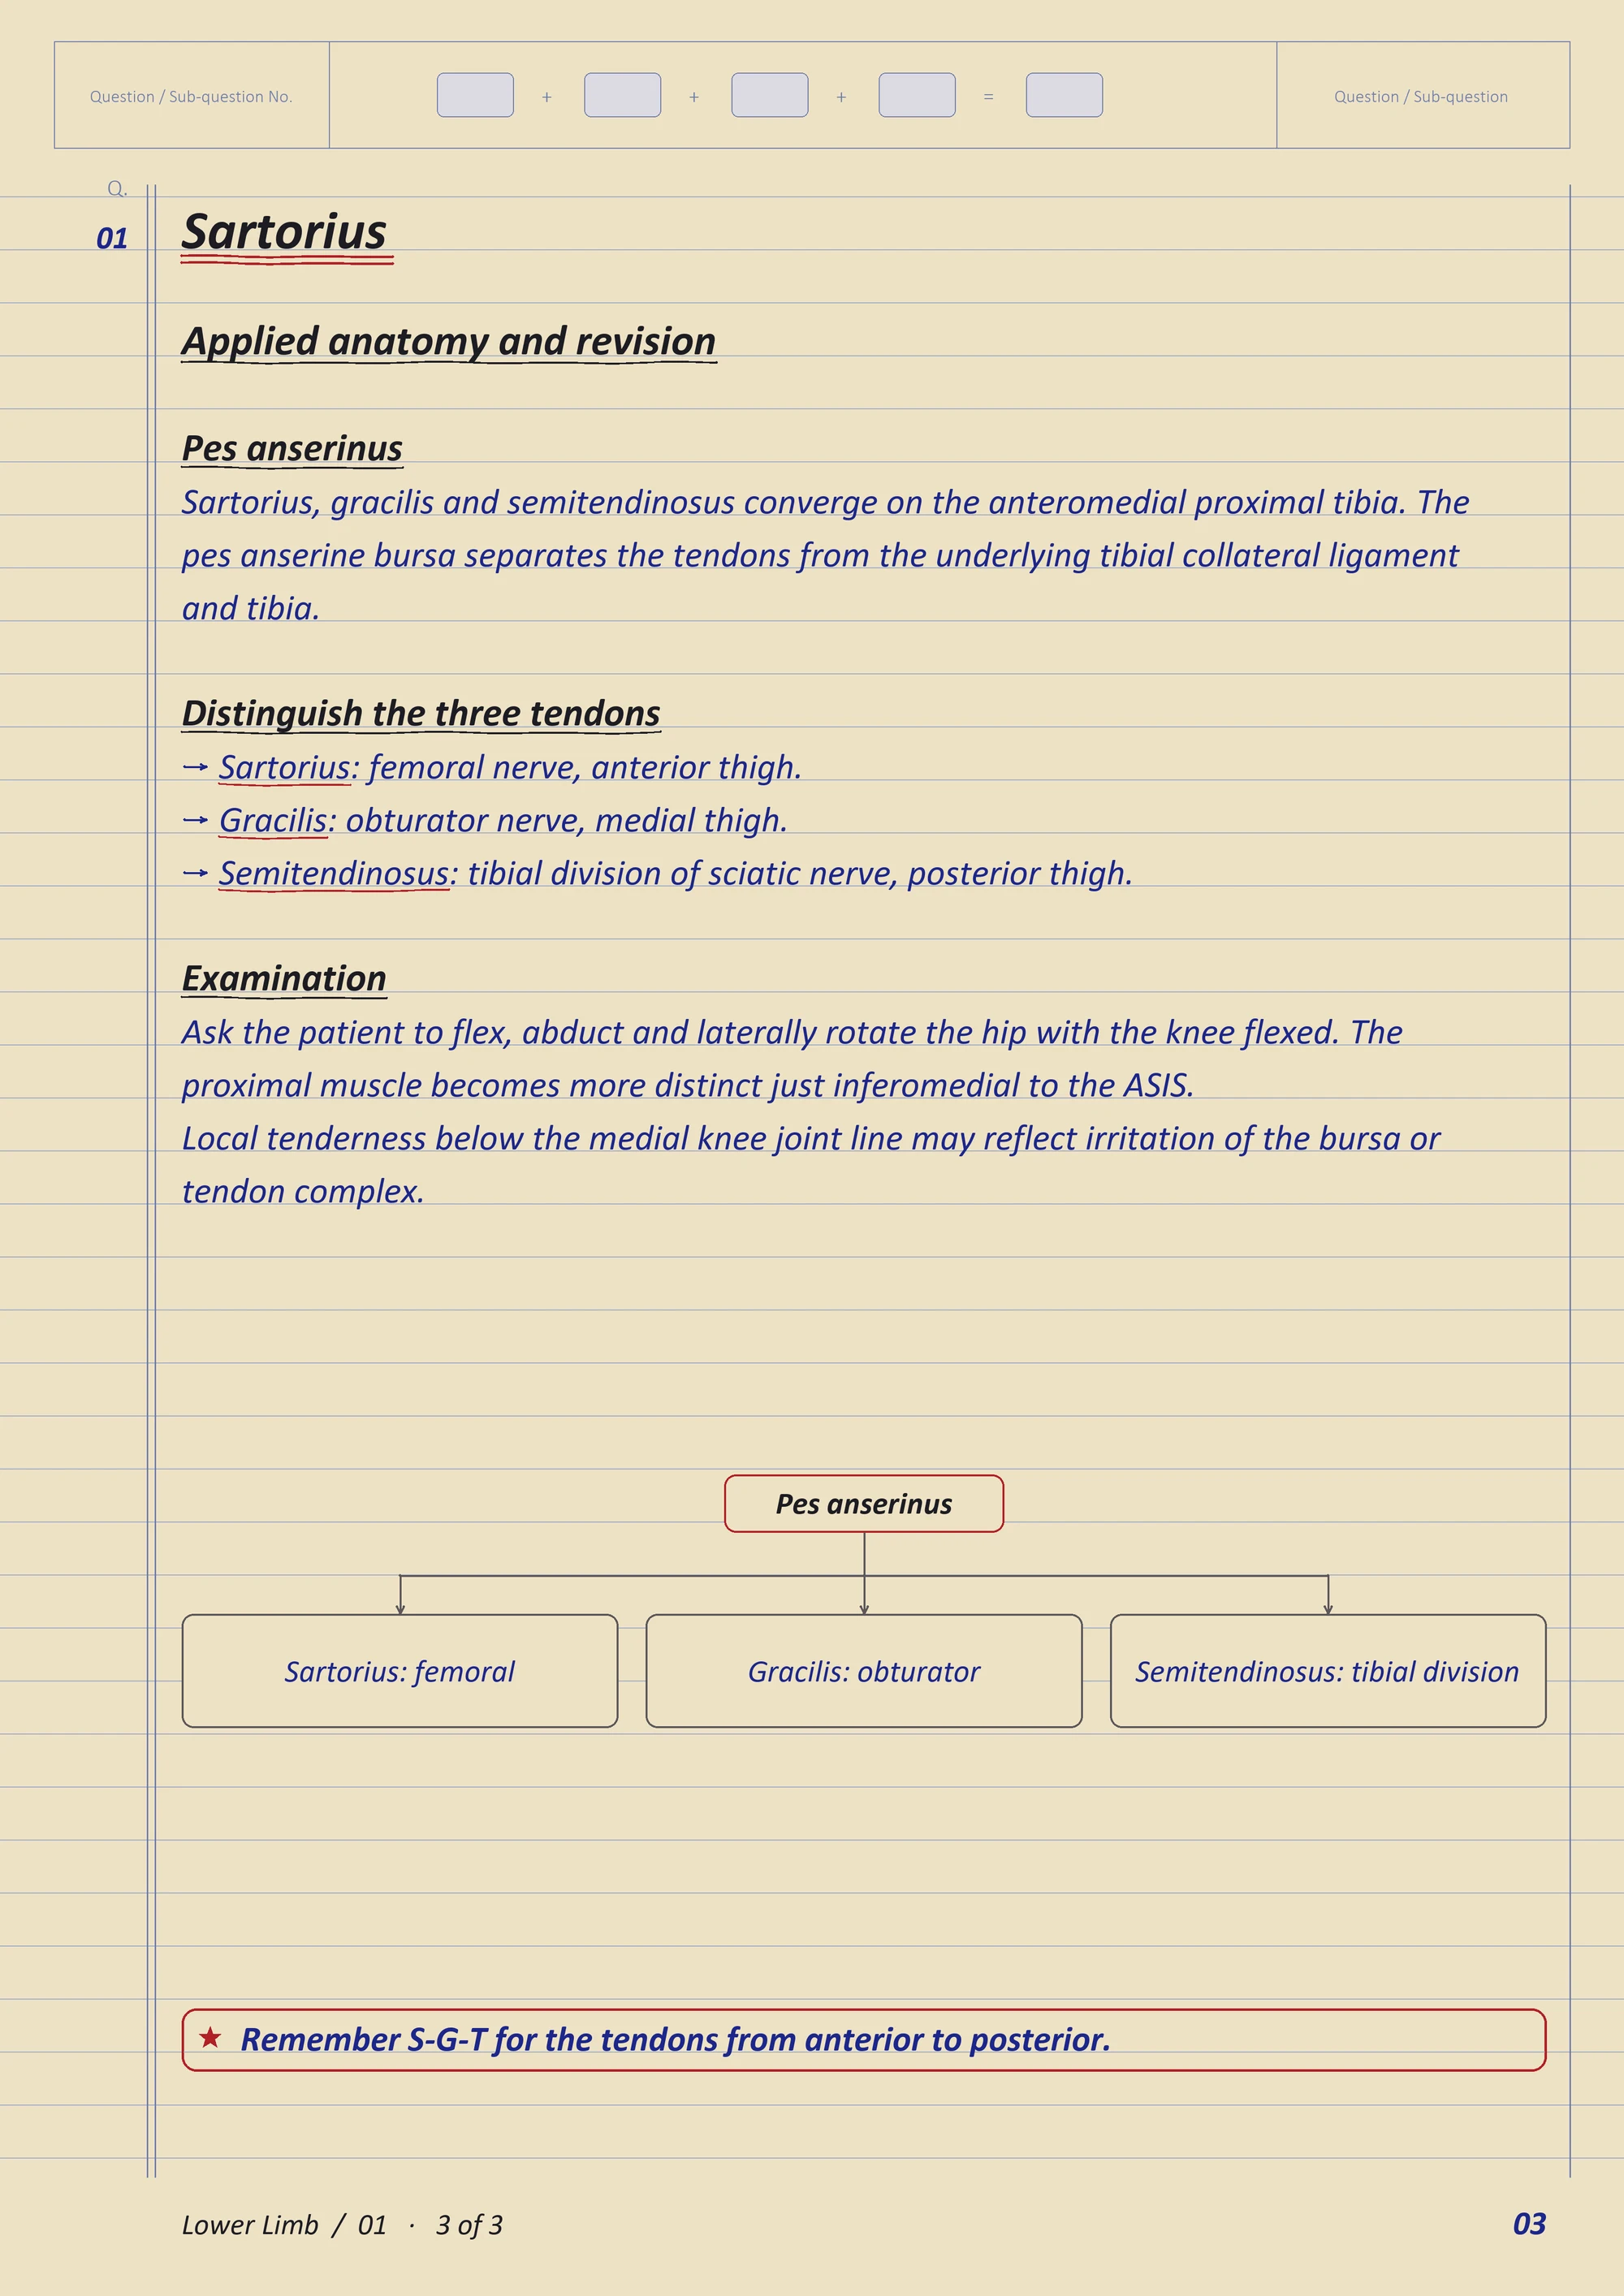 Question / Sub-question No.
+ + + =
Question / Sub-question
Q.
01
Sartorius
Applied anatomy and revision
Pes anserinus
Sartorius, gracilis and semitendinosus converge on the anteromedial proximal tibia. The
pes anserine bursa separates the tendons from the underlying tibial collateral ligament
and tibia.
Distinguish the three tendons
→ Sartorius: femoral nerve, anterior thigh.
→ Gracilis: obturator nerve, medial thigh.
→ Semitendinosus: tibial division of sciatic nerve, posterior thigh.
Examination
Ask the patient to flex, abduct and laterally rotate the hip with the knee flexed. The
proximal muscle becomes more distinct just inferomedial to the ASIS.
Local tenderness below the medial knee joint line may reflect irritation of the bursa or
tendon complex.
Pes anserinus
Sartorius: femoral
Gracilis: obturator
Semitendinosus: tibial division
★ Remember S-G-T for the tendons from anterior to posterior.
Lower Limb / 01 · 3 of 3
03